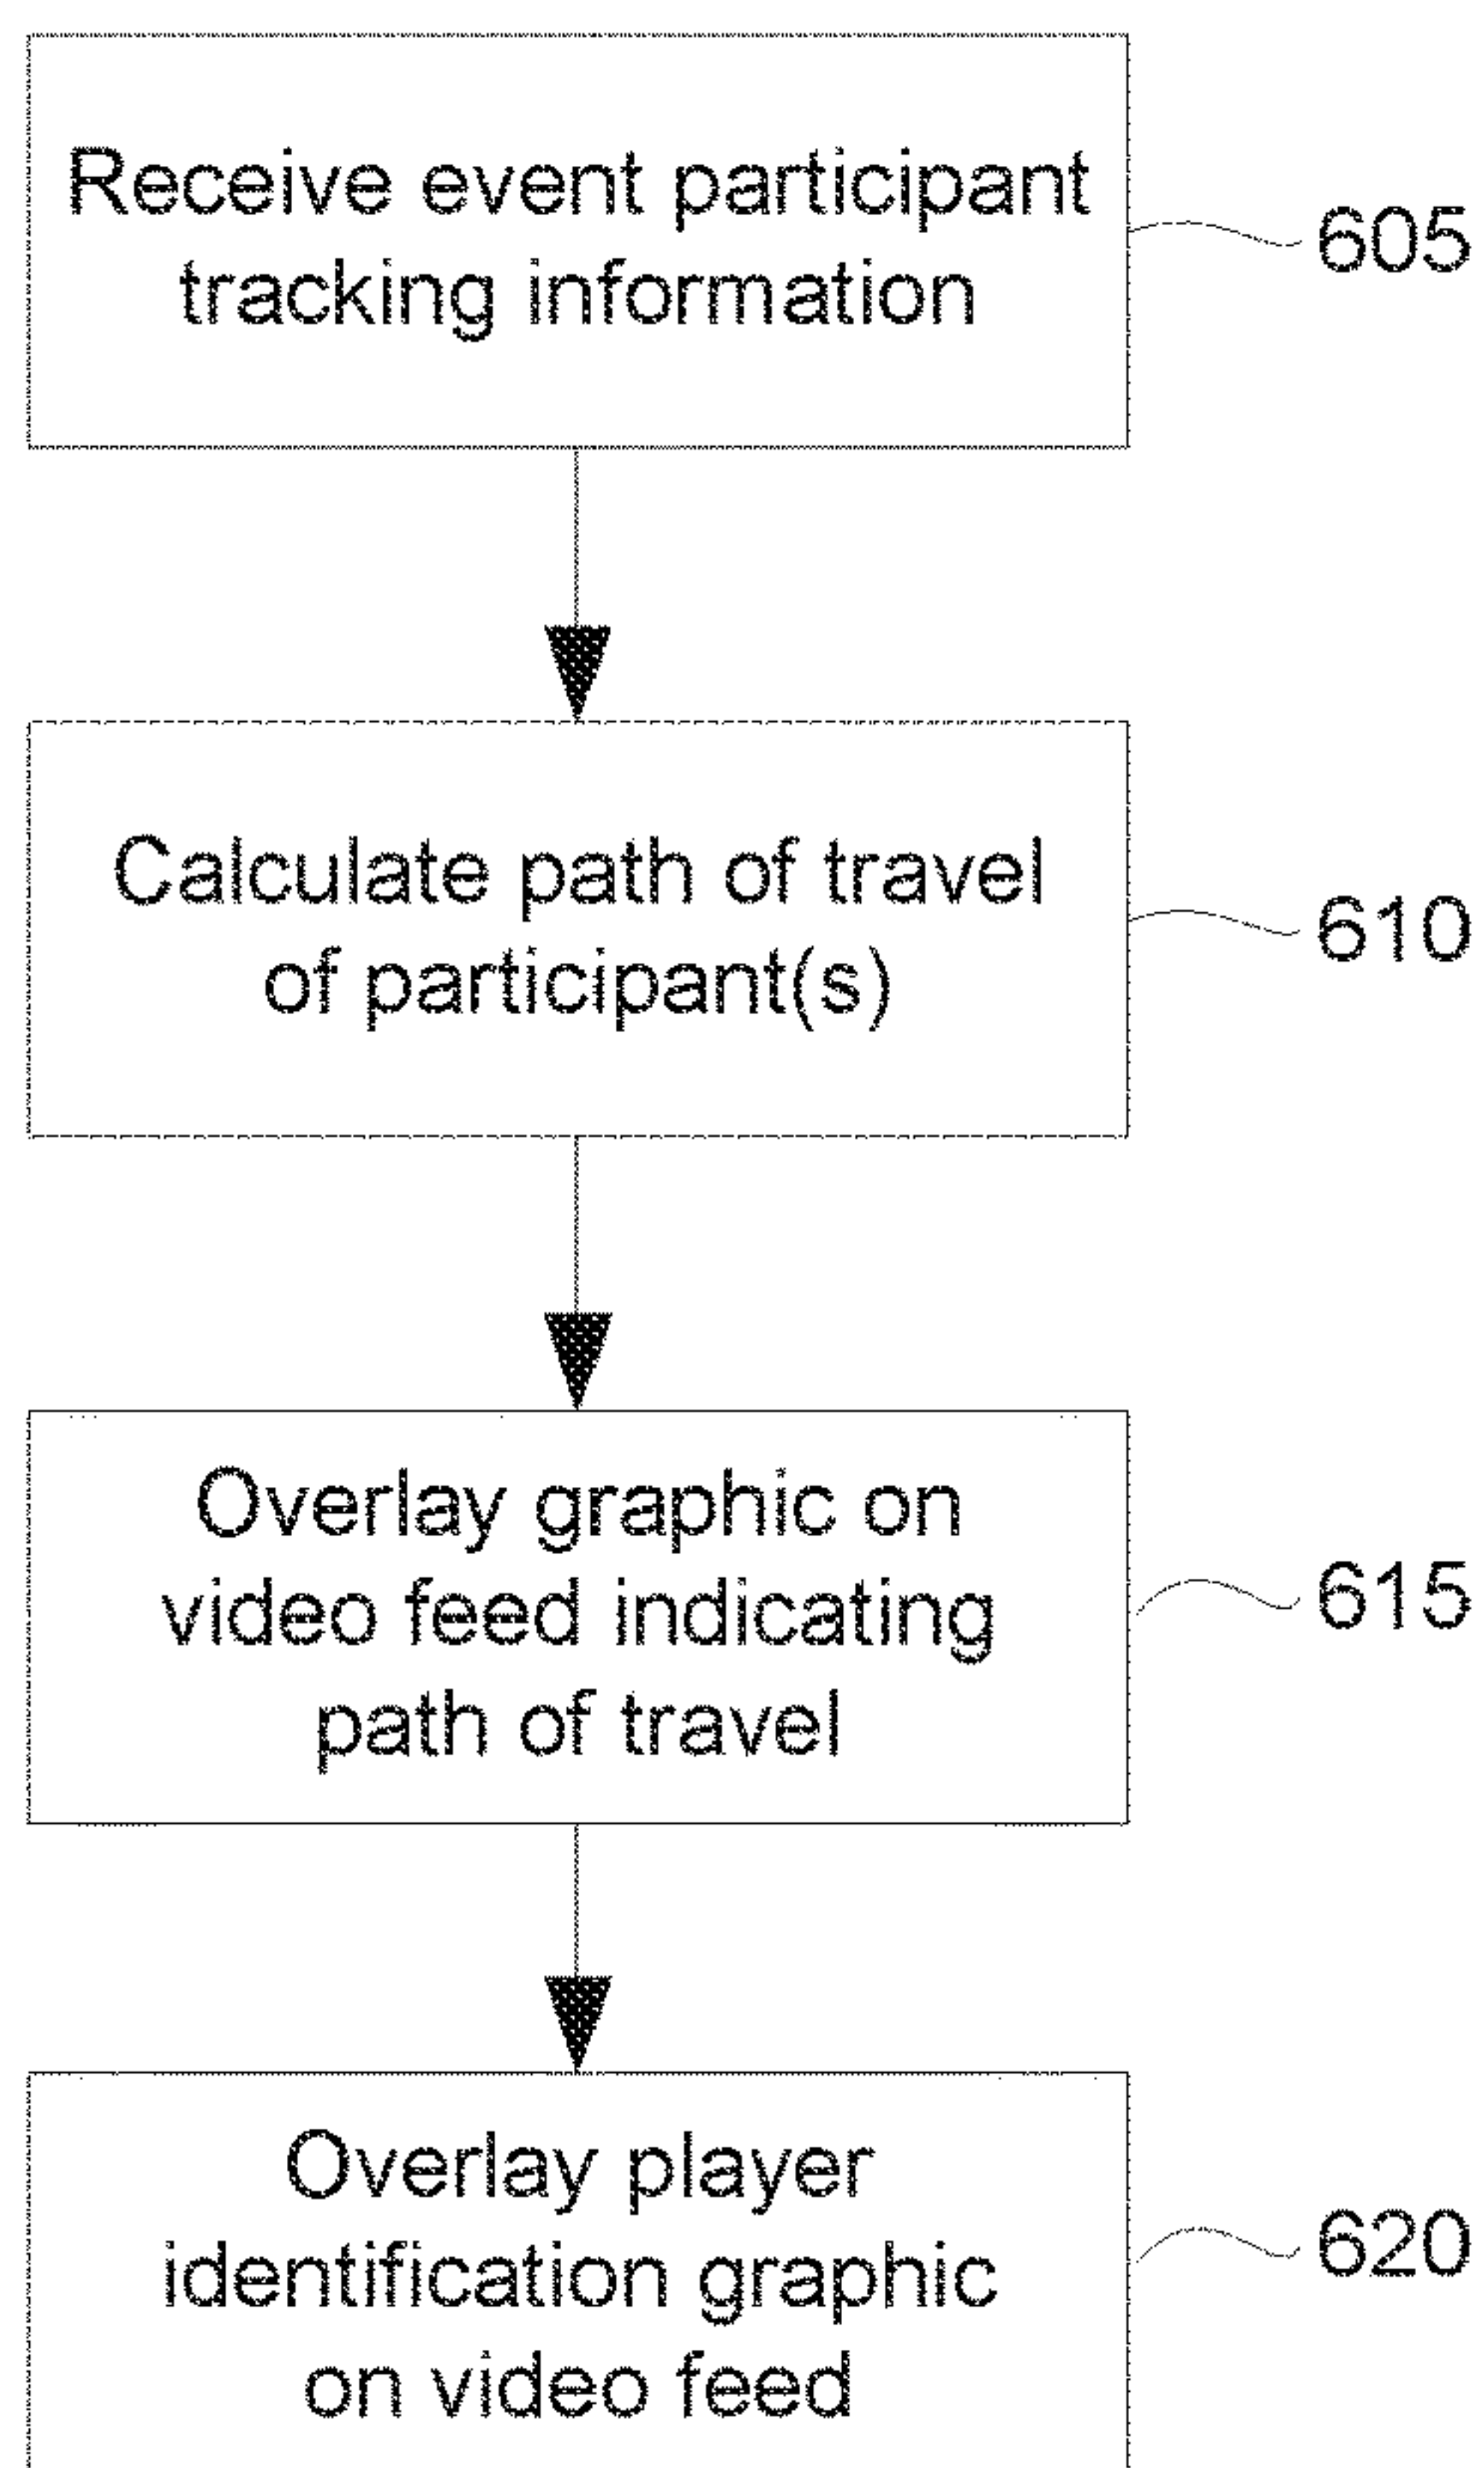 Receive event participant
tracking information
605
Calculate path of travel
of participant(s)
610
Overlay graphic on
video feed indicating
path of travel
615
Overlay player
identification graphic
on video feed
620